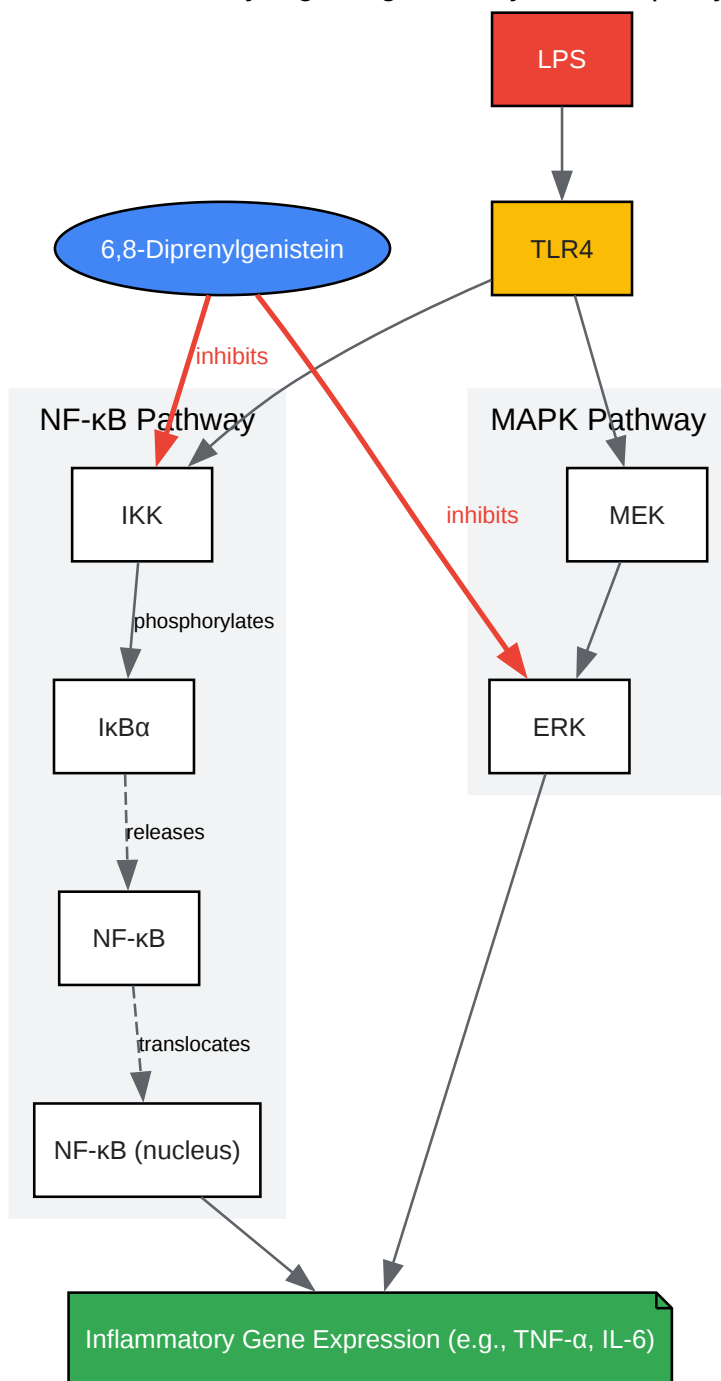 LPS
6,8-Diprenylgenistein
TLR4
inhibits
NF-κB Pathway
MAPK Pathway
IKK
inhibits
MEK
phosphorylates
IκBα
ERK
releases
NF-κB
translocates
NF-κB (nucleus)
Inflammatory Gene Expression (e.g., TNF-α, IL-6)